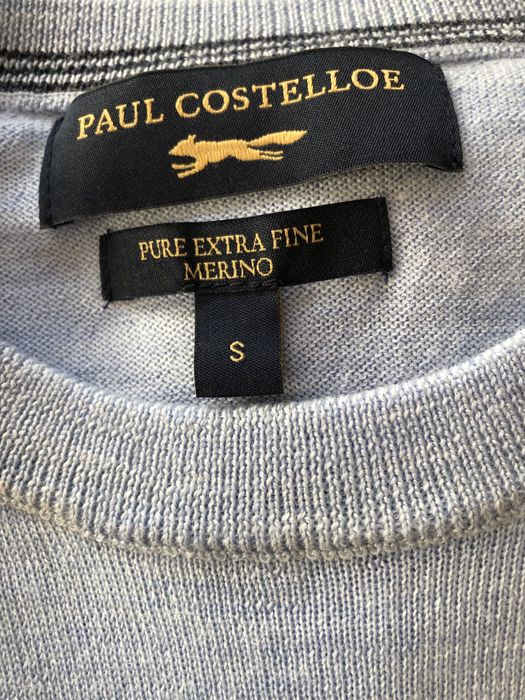 PAUL COSTELLOE
PURE EXTRA FINE
MERINO
S